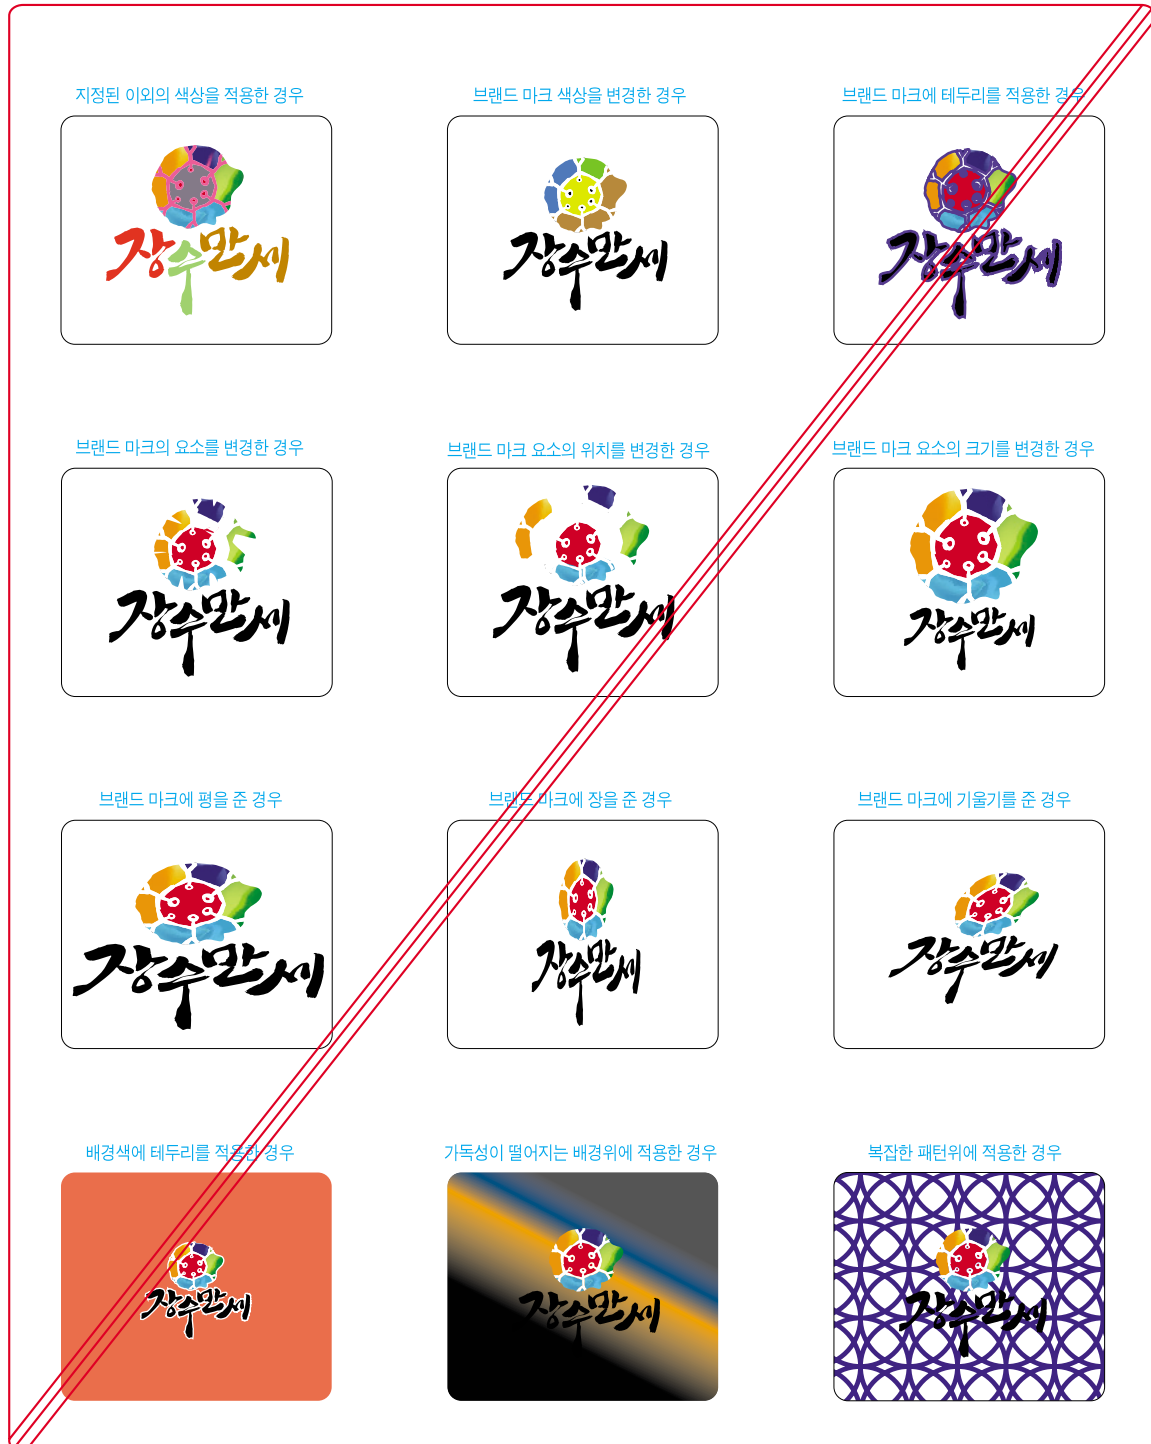 지정된 이외의 색상을 적용한 경우
브랜드 마크 색상을 변경한 경우
브랜드 마크에 테두리를 적용한 경우
장수만세
장수만세
장수만세
브랜드 마크의 요소를 변경한 경우
브랜드 마크 요소의 위치를 변경한 경우
브랜드 마크 요소의 크기를 변경한 경우
장수만세
장수만세
장수만세
브랜드 마크에 평을 준 경우
브랜드 마크에 장을 준 경우
브랜드 마크에 기울기를 준 경우
장수만세
장수만세
장수만세
배경색에 테두리를 적용한 경우
가독성이 떨어지는 배경위에 적용한 경우
복잡한 패턴위에 적용한 경우
장수만세
장수만세
장수만세